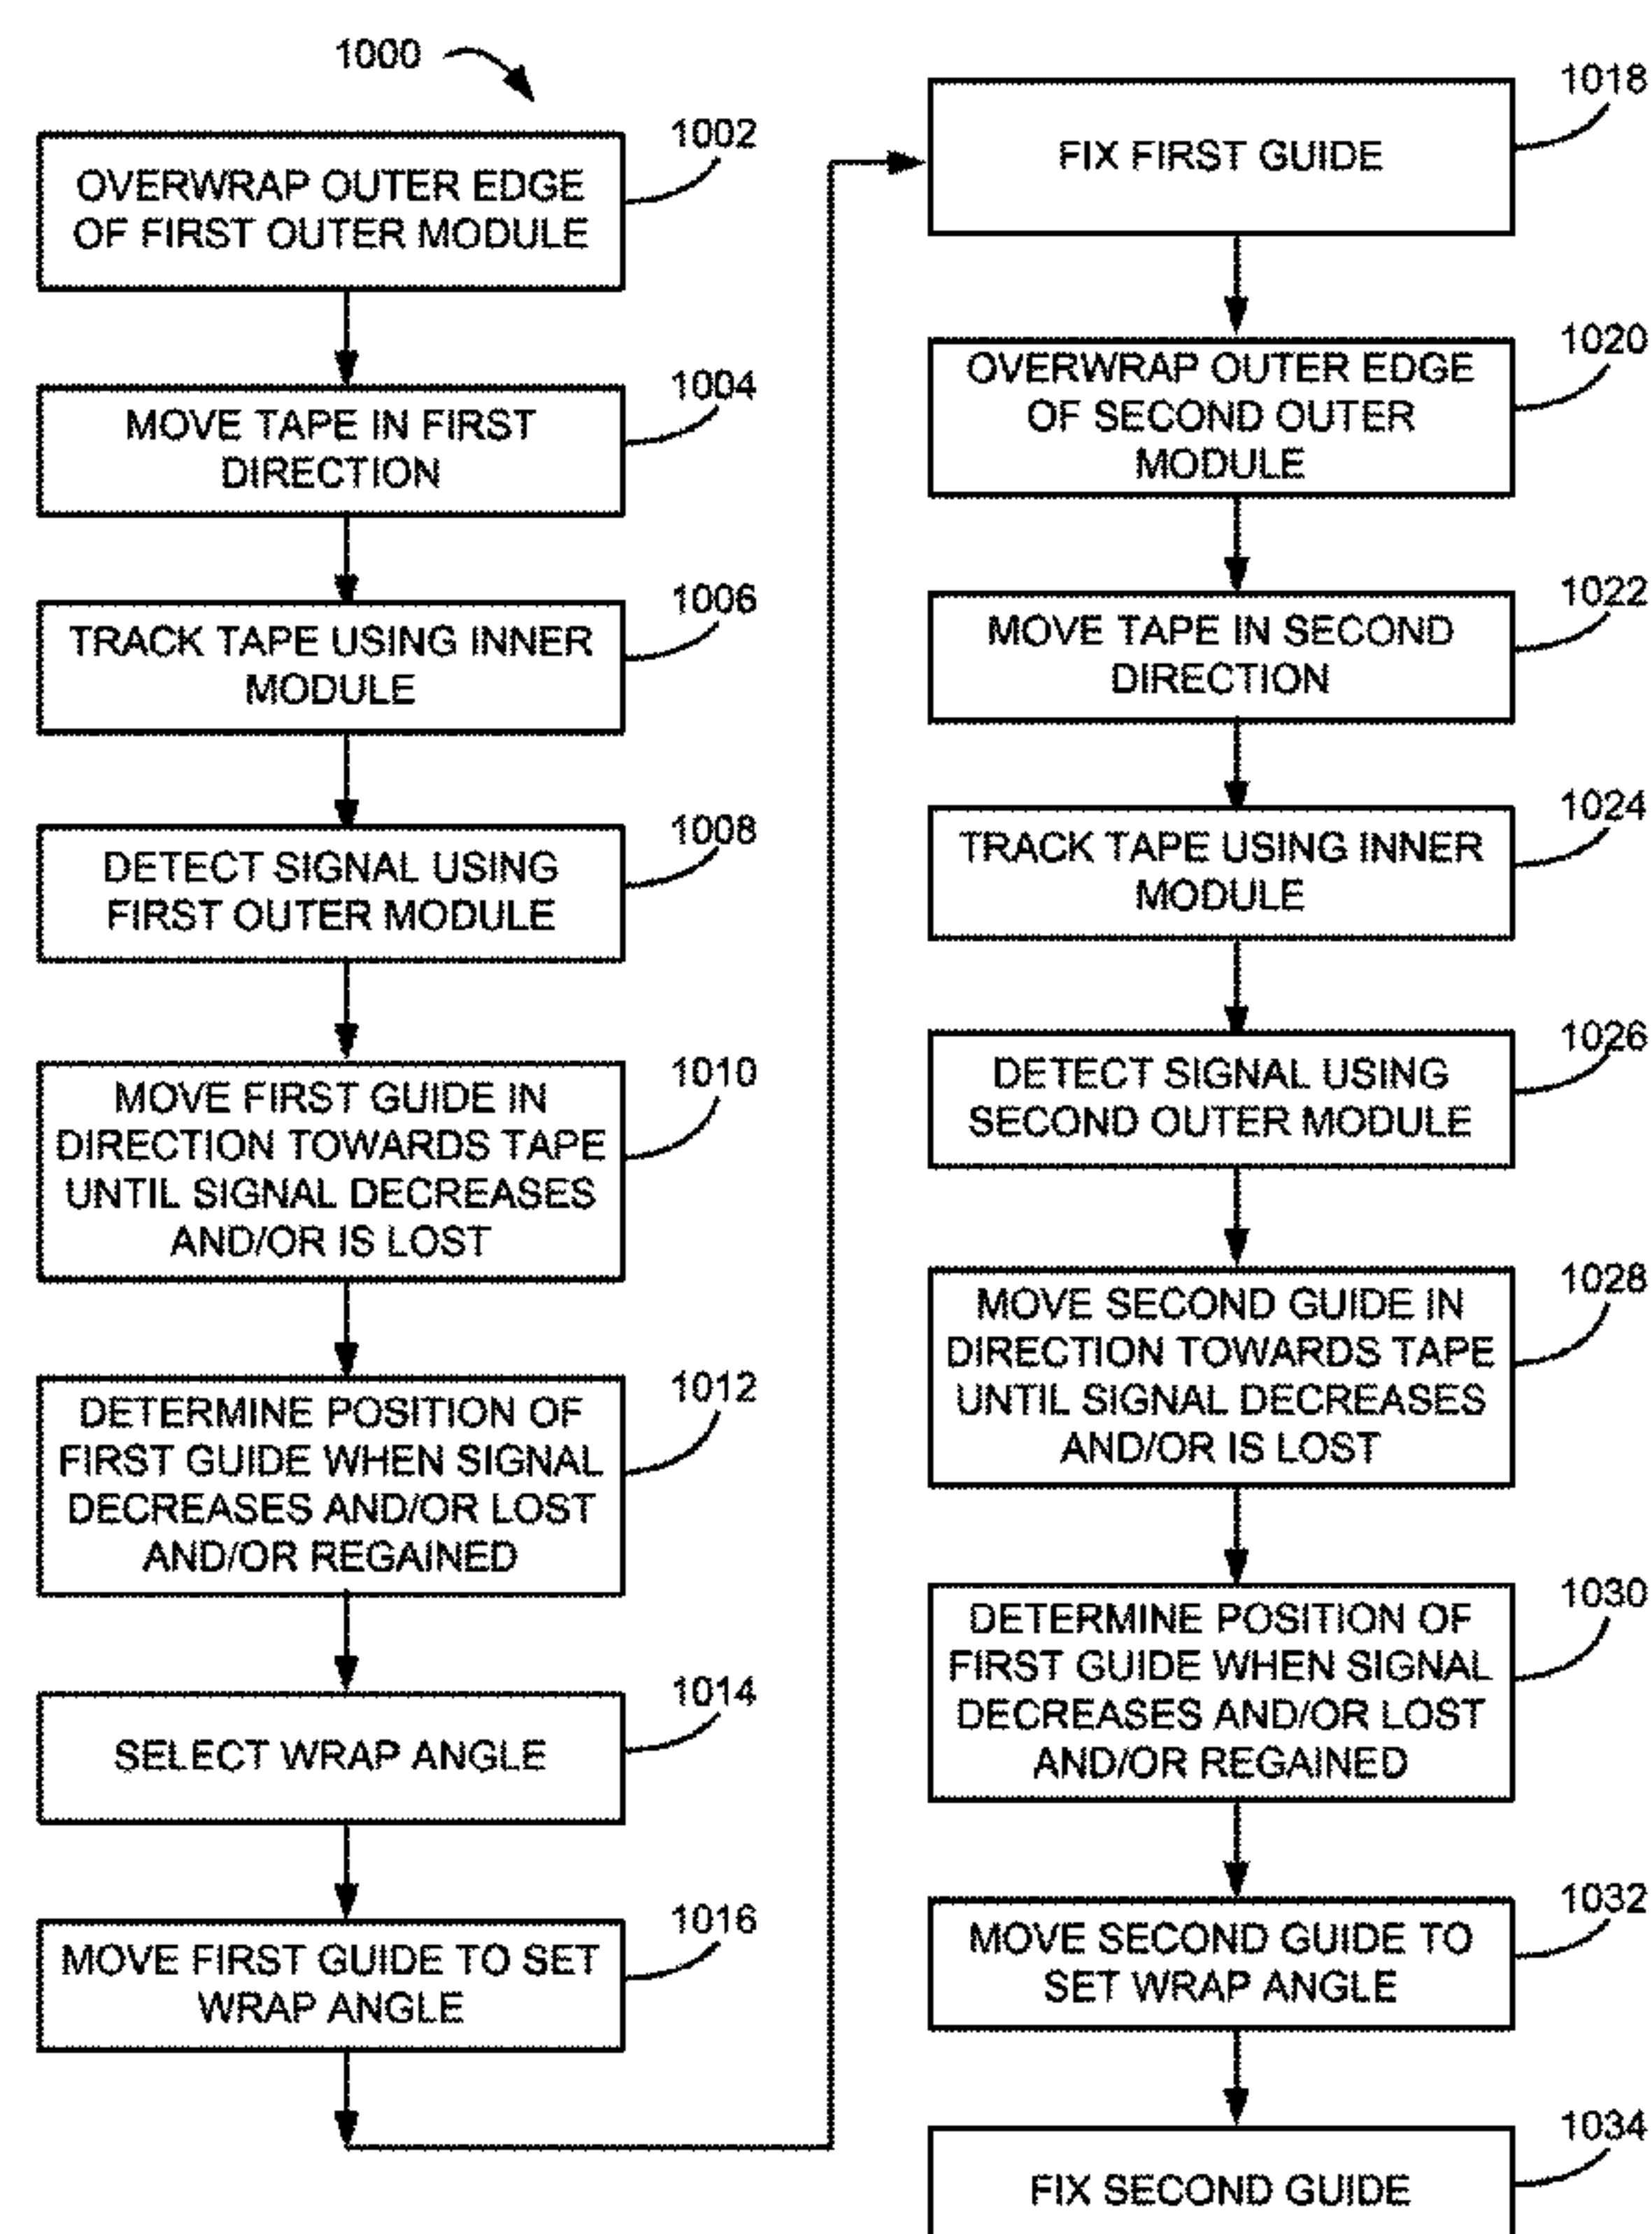 1000
OVERWRAP OUTER EDGE
OF FIRST OUTER MODULE
1002
MOVE TAPE IN FIRST
DIRECTION
1004
TRACK TAPE USING INNER
MODULE
1006
DETECT SIGNAL USING
FIRST OUTER MODULE
1008
MOVE FIRST GUIDE IN
DIRECTION TOWARDS TAPE
UNTIL SIGNAL DECREASES
AND/OR IS LOST
1010
DETERMINE POSITION OF
FIRST GUIDE WHEN SIGNAL
DECREASES AND/OR LOST
AND/OR REGAINED
1012
SELECT WRAP ANGLE
1014
MOVE FIRST GUIDE TO SET
WRAP ANGLE
1016
FIX FIRST GUIDE
1018
OVERWRAP OUTER EDGE
OF SECOND OUTER
MODULE
1020
MOVE TAPE IN SECOND
DIRECTION
1022
TRACK TAPE USING INNER
MODULE
1024
DETECT SIGNAL USING
SECOND OUTER MODULE
1026
MOVE SECOND GUIDE IN
DIRECTION TOWARDS TAPE
UNTIL SIGNAL DECREASES
AND/OR IS LOST
1028
DETERMINE POSITION OF
FIRST GUIDE WHEN SIGNAL
DECREASES AND/OR LOST
AND/OR REGAINED
1030
MOVE SECOND GUIDE TO
SET WRAP ANGLE
1032
FIX SECOND GUIDE
1034